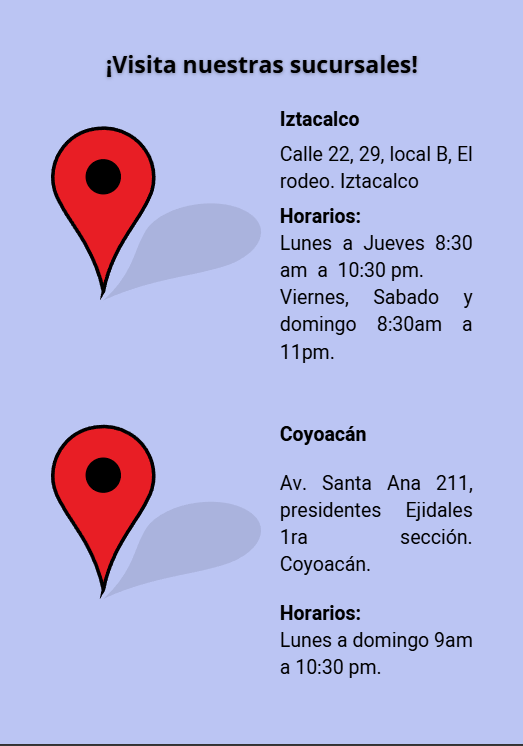 ¡Visita nuestras sucursales!
Iztacalco
Calle 22, 29, local B, El
rodeo. Iztacalco
Horarios:
Lunes a Jueves 8:30
am a 10:30 pm.
Viernes, Sabado y
domingo 8:30am a
11pm.
Coyoacán
Av. Santa Ana 211,
presidentes Ejidales
1ra sección.
Coyoacán.
Horarios:
Lunes a domingo 9am
a 10:30 pm.